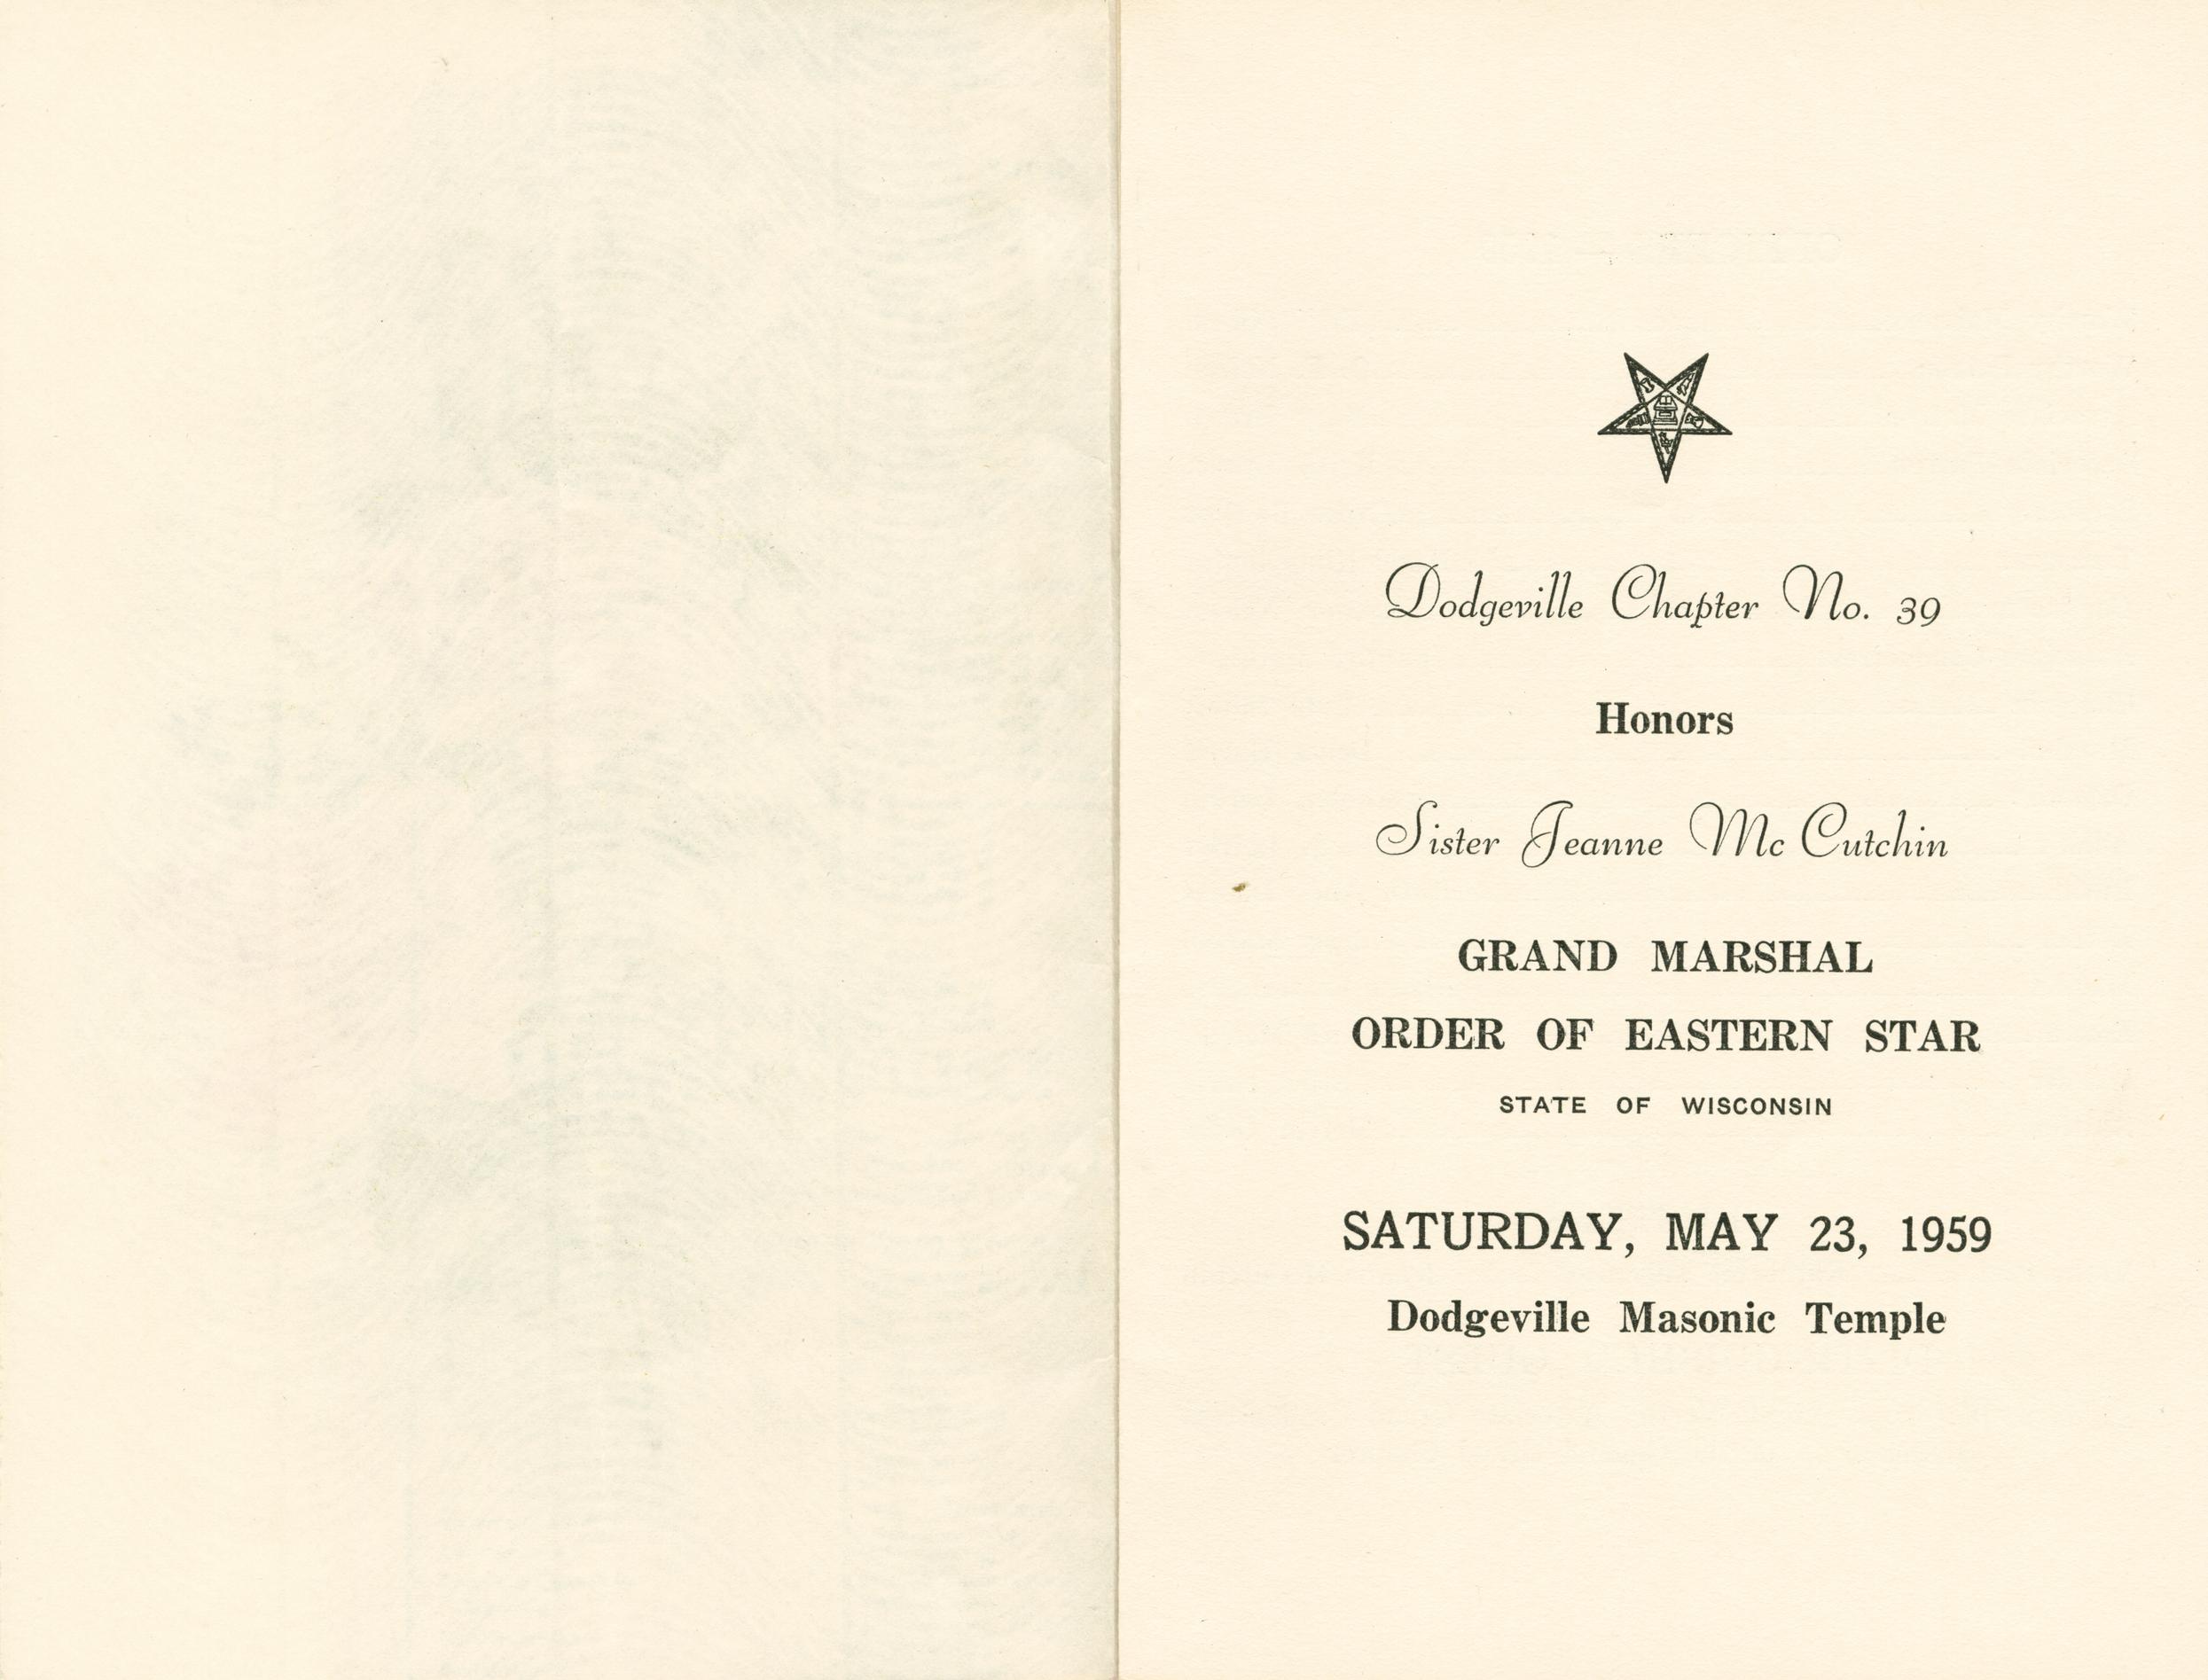 Dodgeville Chapter No. 39
Honors
Sister Jeanne Mc Cutchin
GRAND MARSHAL
ORDER OF EASTERN STAR
STATE OF WISCONSIN
SATURDAY, MAY 23, 1959
Dodgeville Masonic Temple